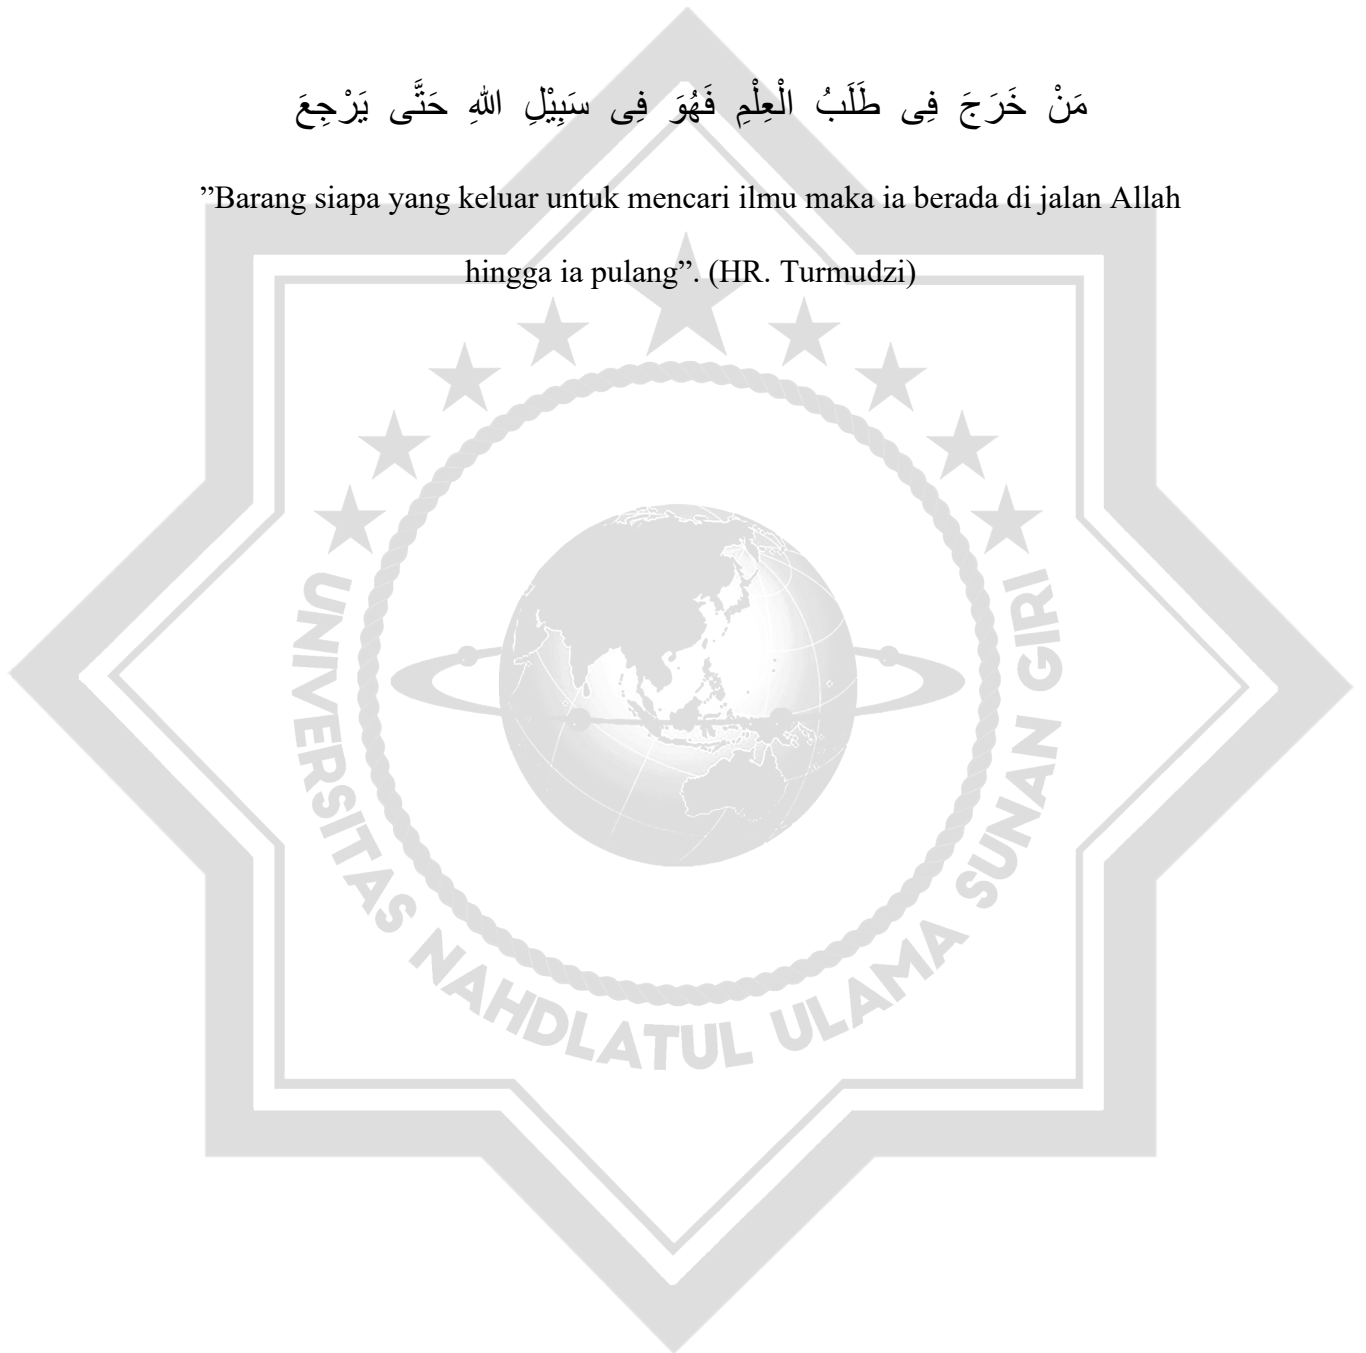 مَنْ خَرَجَ فِى طَلَبُ الْعِلْمِ فَهُوَ فِى سَبِيْلِ اللهِ حَتَّى يَرْجِعَ
”Barang siapa yang keluar untuk mencari ilmu maka ia berada di jalan Allah
hingga ia pulang”. (HR. Turmudzi)
UNIVERSITAS NAHDLATUL ULAMA SUNAN GIRI